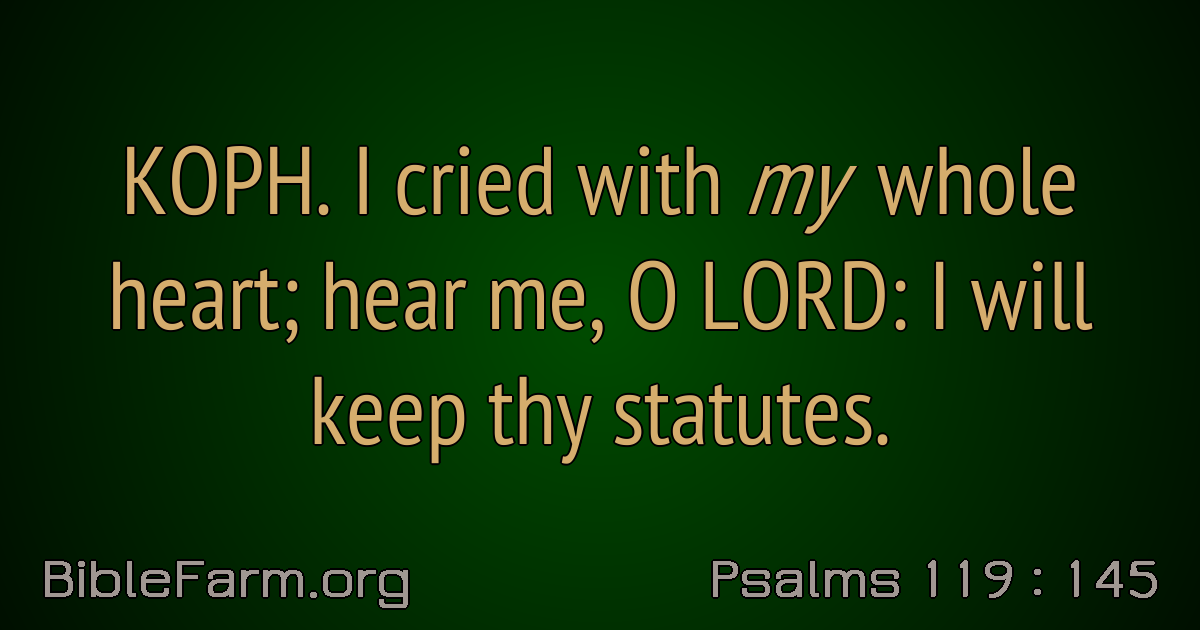 KOPH. I cried with my whole
heart; hear me, O LORD: I will
keep thy statutes.
BibleFarm.org
Psalms 119 : 145